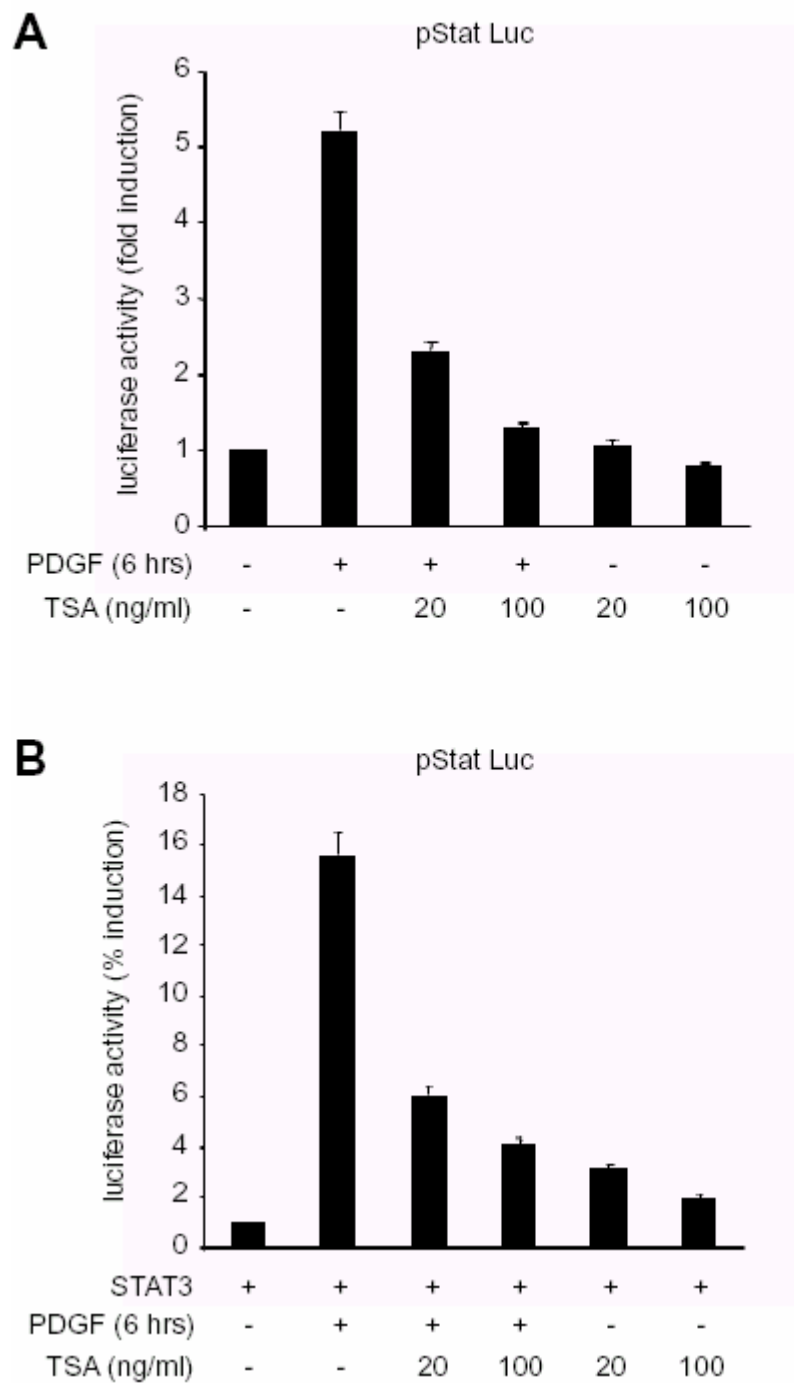 A
pStat Luc
luciferase activity (fold induction)
6
5
4
3
2
1
0
PDGF (6 hrs) - + + + - -
TSA (ng/ml) - - 20 100 20 100
B
pStat Luc
luciferase activity (% induction)
18
16
14
12
10
8
6
4
2
0
STAT3 + + + + + +
PDGF (6 hrs) - + + + - -
TSA (ng/ml) - - 20 100 20 100